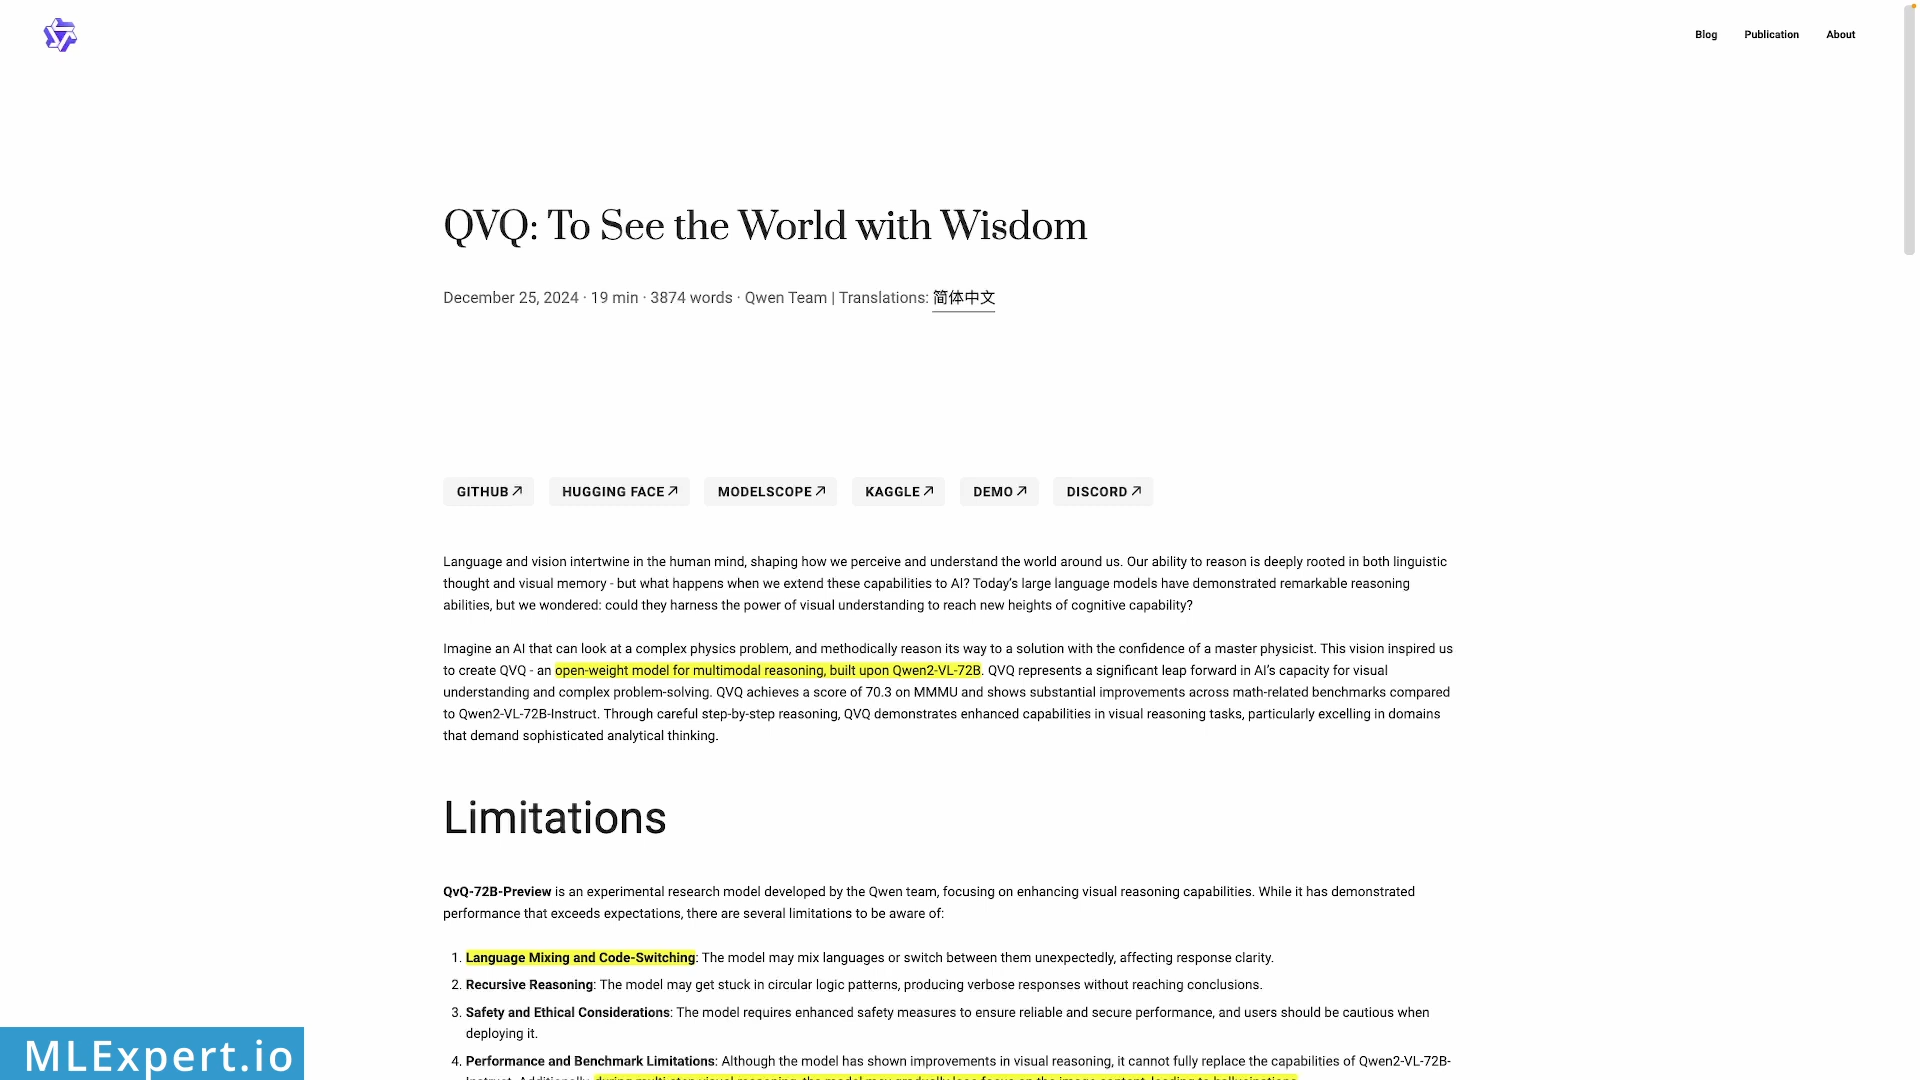 Blog Publication About
QVQ: To See the World with Wisdom
December 25, 2024 · 19 min · 3874 words · Qwen Team | Translations: 简体中文
GITHUB HUGGING FACE MODELSCOPE KAGGLE DEMO DISCORD
Language and vision intertwine in the human mind, shaping how we perceive and understand the world around us. Our ability to reason is deeply rooted in both linguistic
thought and visual memory - but what happens when we extend these capabilities to AI? Today's large language models have demonstrated remarkable reasoning
abilities, but we wondered: could they harness the power of visual understanding to reach new heights of cognitive capability?
Imagine an AI that can look at a complex physics problem, and methodically reason its way to a solution with the confidence of a master physicist. This vision inspired us
to create QVQ - an open-weight model for multimodal reasoning, built upon Qwen2-VL-72B. QVQ represents a significant leap forward in AI's capacity for visual
understanding and complex problem-solving. QVQ achieves a score of 70.3 on MMMU and shows substantial improvements across math-related benchmarks compared
to Qwen2-VL-72B-Instruct. Through careful step-by-step reasoning, QVQ demonstrates enhanced capabilities in visual reasoning tasks, particularly excelling in domains
that demand sophisticated analytical thinking.
Limitations
QvQ-72B-Preview is an experimental research model developed by the Qwen team, focusing on enhancing visual reasoning capabilities. While it has demonstrated
performance that exceeds expectations, there are several limitations to be aware of:
1. Language Mixing and Code-Switching: The model may mix languages or switch between them unexpectedly, affecting response clarity.
2. Recursive Reasoning: The model may get stuck in circular logic patterns, producing verbose responses without reaching conclusions.
3. Safety and Ethical Considerations: The model requires enhanced safety measures to ensure reliable and secure performance, and users should be cautious when
deploying it.
4. Performance and Benchmark Limitations: Although the model has shown improvements in visual reasoning, it cannot fully replace the capabilities of Qwen2-VL-72B-
MLExpert.io